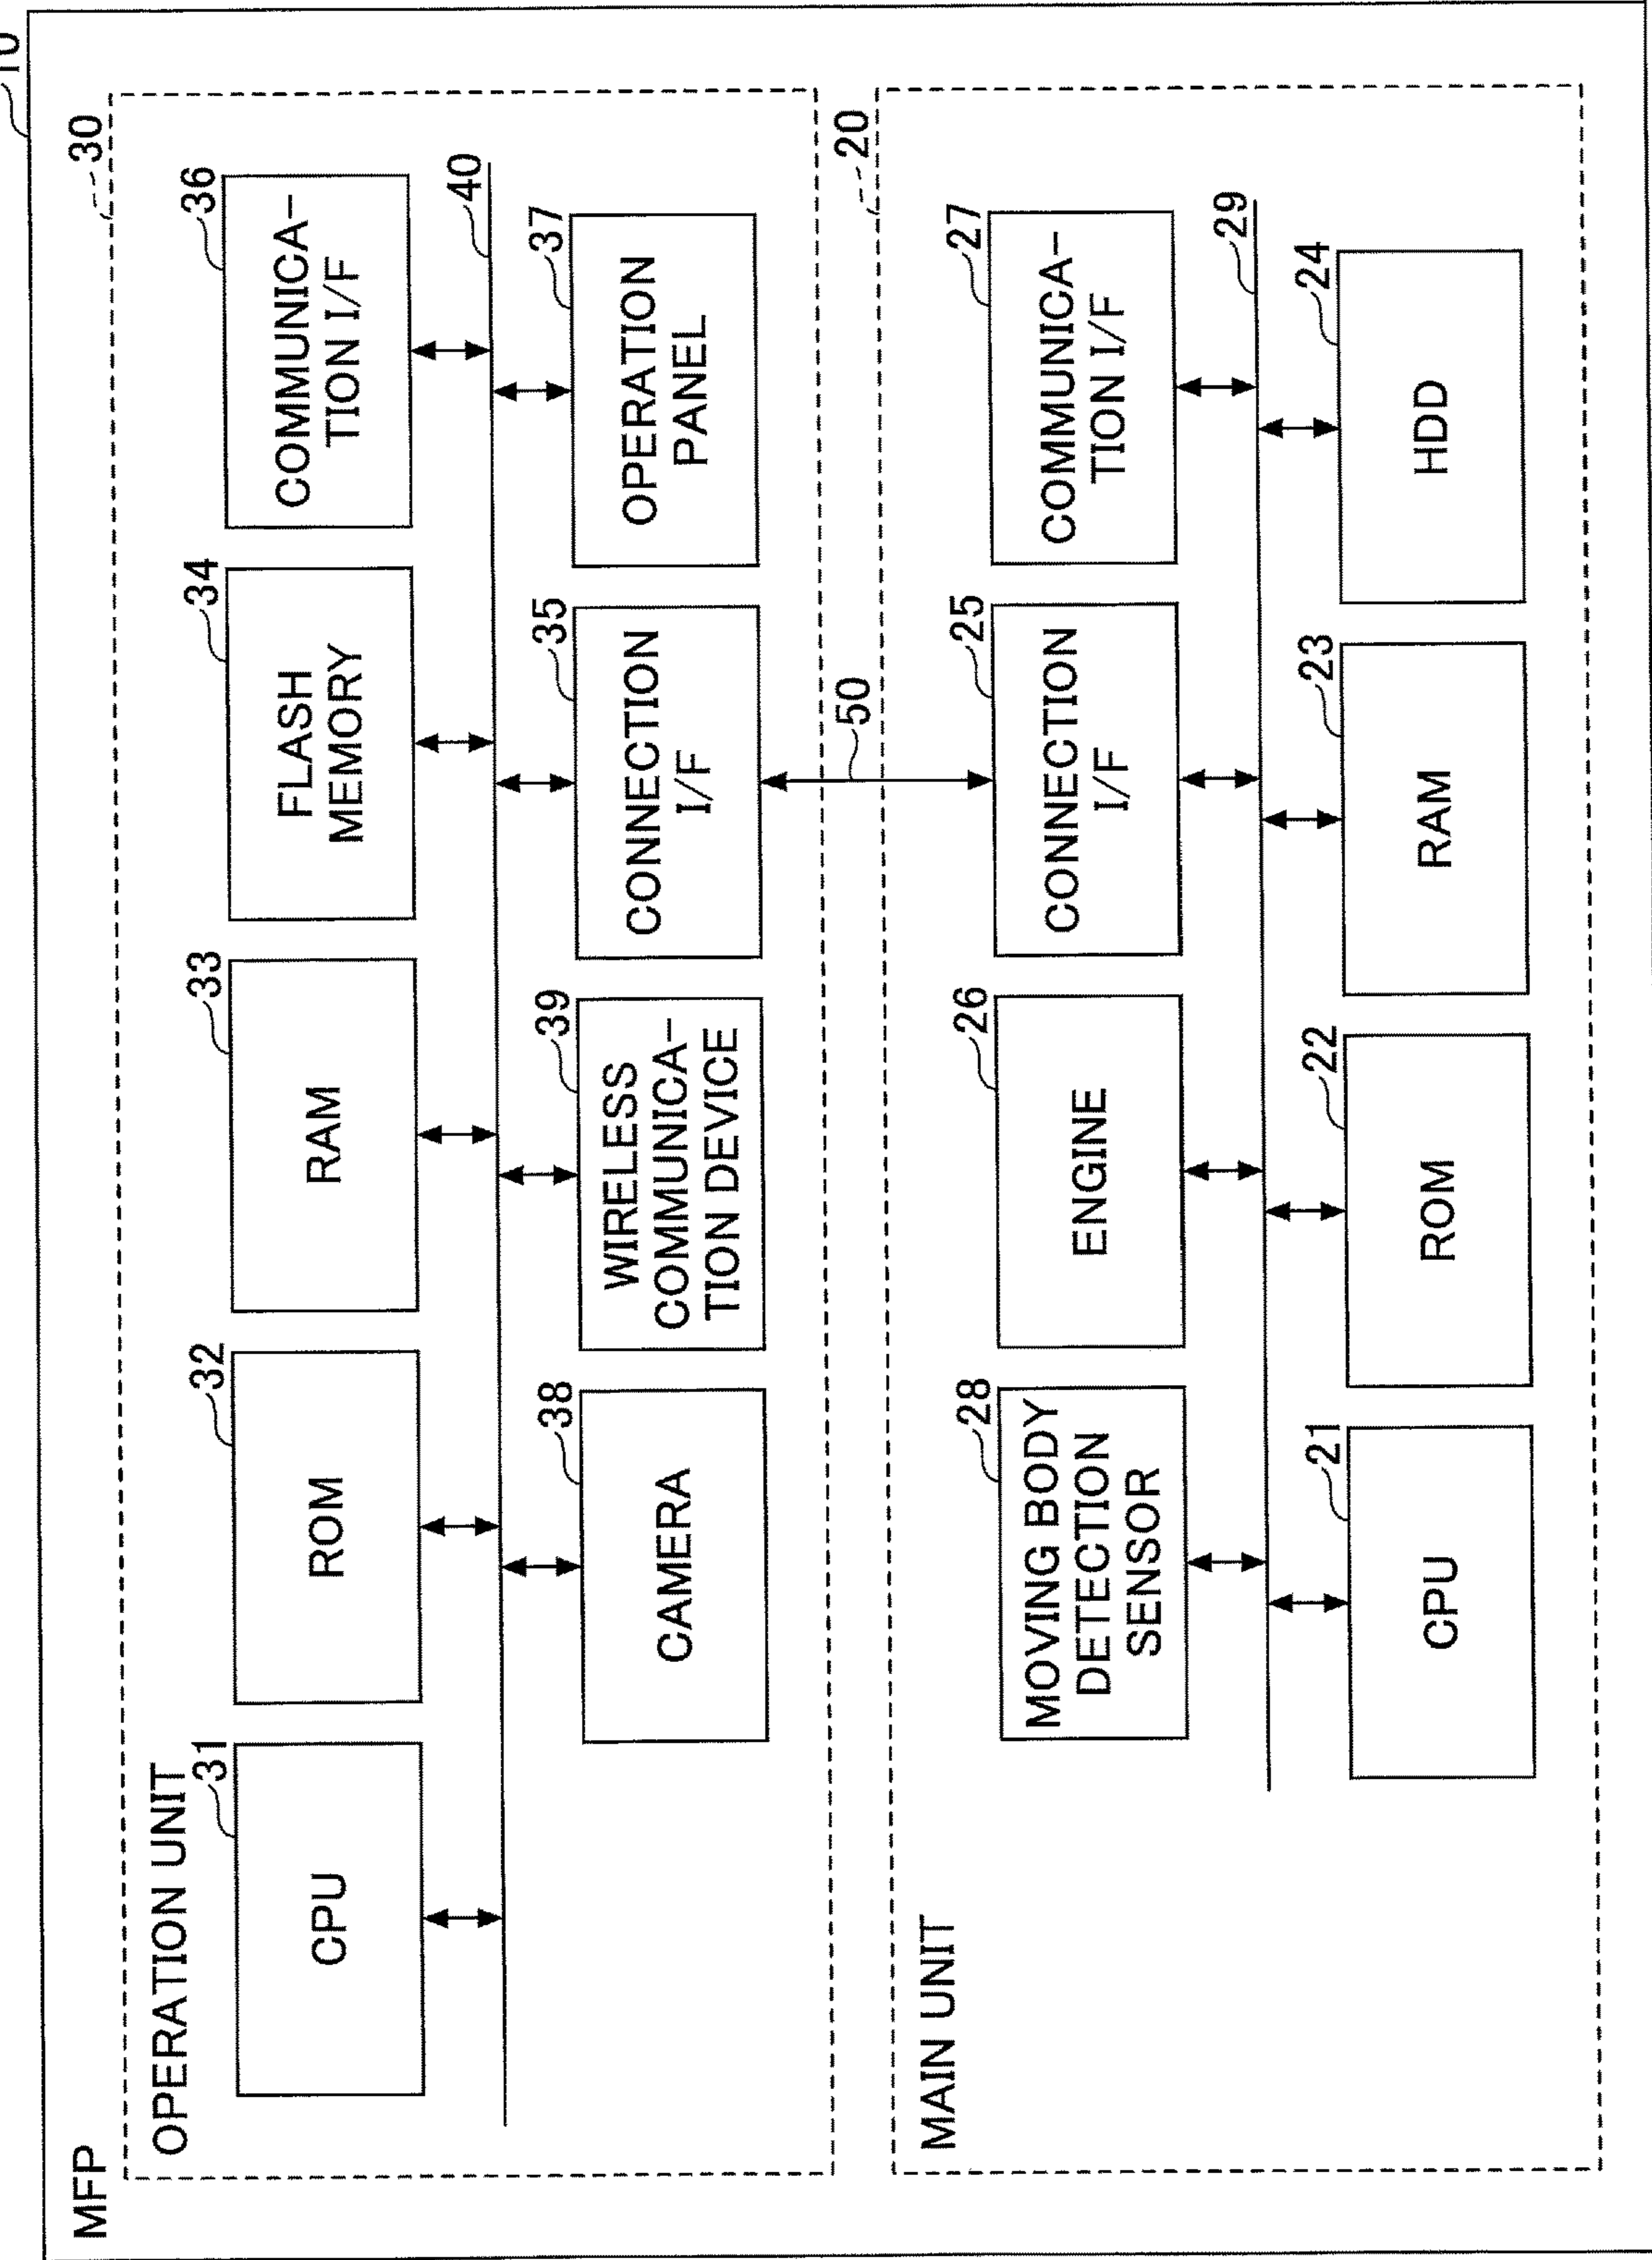 10
MFP
30
OPERATION UNIT
31
CPU
32
ROM
33
RAM
34
FLASH
MEMORY
36
COMMUNICA-
TION I/F
40
38
CAMERA
39
WIRELESS
COMMUNICA-
TION DEVICE
35
CONNECTION
I/F
37
OPERATION
PANEL
50
20
MAIN UNIT
28
MOVING BODY
DETECTION
SENSOR
26
ENGINE
25
CONNECTION
I/F
27
COMMUNICA-
TION I/F
29
21
CPU
22
ROM
23
RAM
24
HDD